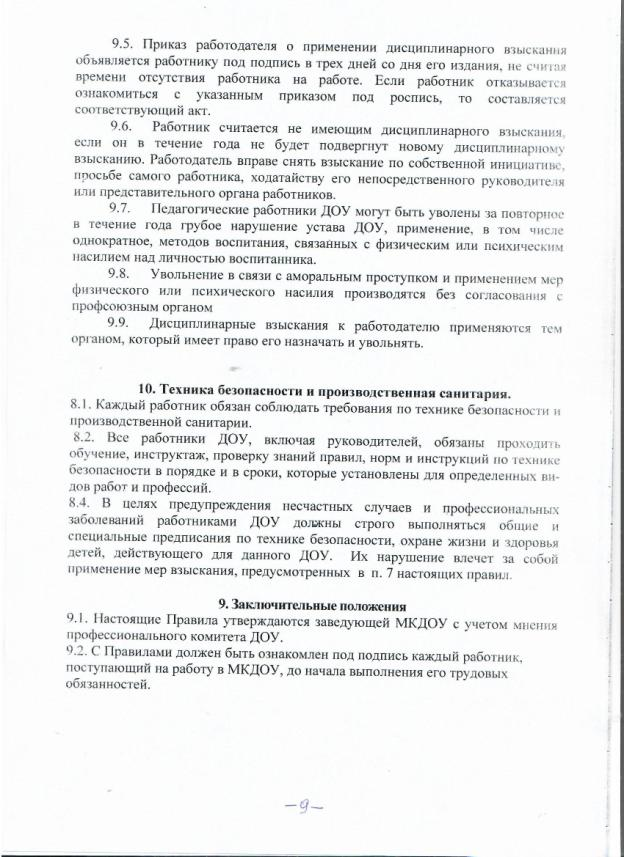 9.5. Приказ работодателя о применении дисциплинарного взыскания
объявляется работнику под подпись в трех дней со дня его издания, не считая
времени отсутствия работника на работе. Если работник отказывается
ознакомиться с указанным приказом под роспись, то составляется
соответствующий акт.
9.6. Работник считается не имеющим дисциплинарного взыскания,
если он в течение года не будет подвергнут новому дисциплинарному
взысканию. Работодатель вправе снять взыскание по собственной инициативе,
просьбе самого работника, ходатайству его непосредственного руководителя
или представительного органа работников.
9.7. Педагогические работники ДОУ могут быть уволены за повторное
в течение года грубое нарушение устава ДОУ, применение, в том числе
однократное, методов воспитания, связанных с физическим или психическим
насилием над личностью воспитанника.
9.8. Увольнение в связи с аморальным проступком и применением мер
физического или психического насилия производятся без согласования с
профсоюзным органом
9.9. Дисциплинарные взыскания к работодателю применяются тем
органом, который имеет право его назначать и увольнять.
10. Техника безопасности и производственная санитария.
8.1. Каждый работник обязан соблюдать требования по технике безопасности и
производственной санитарии.
8.2. Все работники ДОУ, включая руководителей, обязаны проходить
обучение, инструктаж, проверку знаний правил, норм и инструкций по технике
безопасности в порядке и в сроки, которые установлены для определенных ви-
дов работ и профессий.
8.4. В целях предупреждения несчастных случаев и профессиональных
заболеваний работниками ДОУ должны строго выполняться общие и
специальные предписания по технике безопасности, охране жизни и здоровья
детей, действующего для данного ДОУ. Их нарушение влечет за собой
применение мер взыскания, предусмотренных в п. 7 настоящих правил.
9. Заключительные положения
9.1. Настоящие Правила утверждаются заведующей МКДОУ с учетом мнения
профессионального комитета ДОУ.
9.2. С Правилами должен быть ознакомлен под подпись каждый работник,
поступающий на работу в МКДОУ, до начала выполнения его трудовых
обязанностей.
-9-